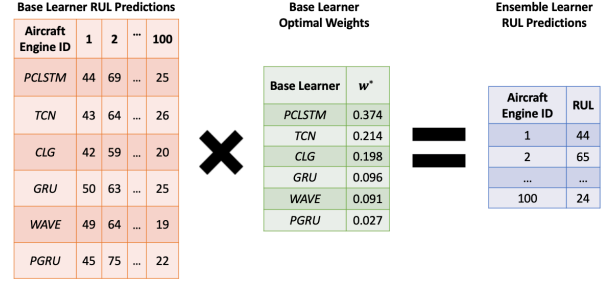 Base Learner RUL Predictions
Aircraft Engine ID 1 2 ... 100
PCLSTM 44 69 ... 25
TCN 43 64 ... 26
CLG 42 59 ... 20
GRU 50 63 ... 25
WAVE 49 64 ... 19
PGRU 45 75 ... 22
Base Learner
Optimal Weights
Base Learner w*
PCLSTM 0.374
TCN 0.214
CLG 0.198
GRU 0.096
WAVE 0.091
PGRU 0.027
Ensemble Learner
RUL Predictions
Aircraft Engine ID RUL
1 44
2 65
... ...
100 24